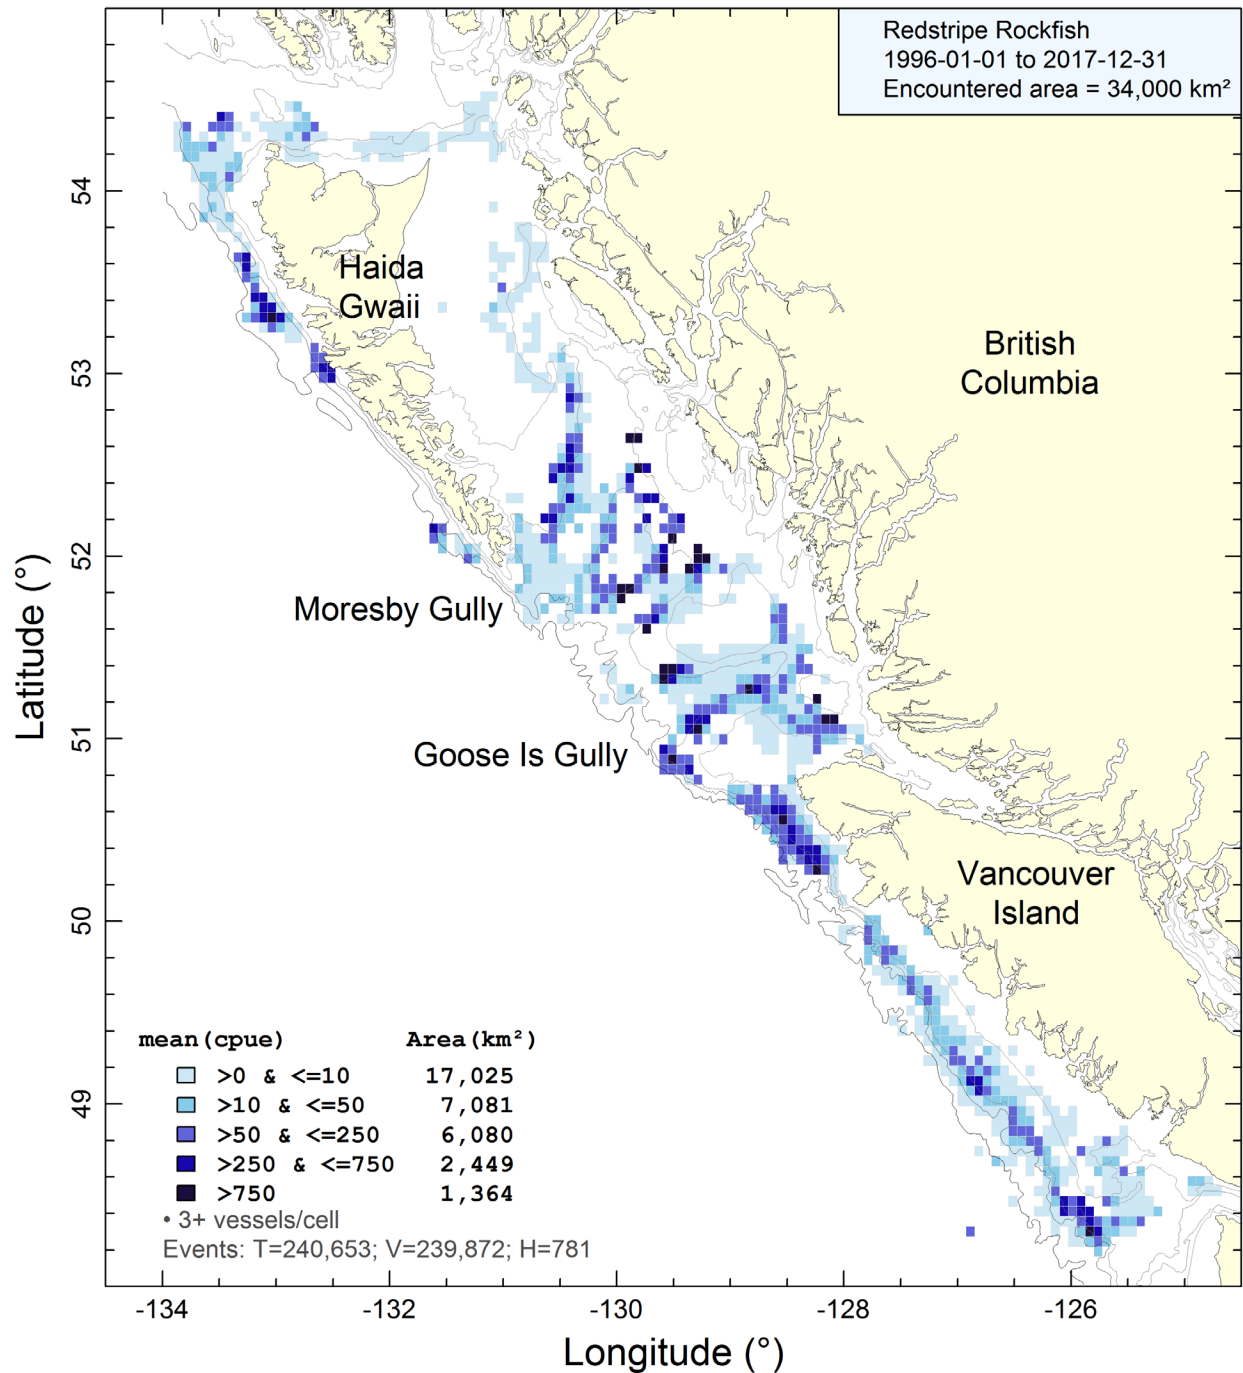 Redstripe Rockfish
1996-01-01 to 2017-12-31
Encountered area = 34,000 km²
54
53
52
51
50
49
Latitude (°)
Haida
Gwaii
British
Columbia
Moresby Gully
Goose Is Gully
Vancouver
Island
mean(cpue) Area(km²)
>0 & <=10 17,025
>10 & <=50 7,081
>50 & <=250 6,080
>250 & <=750 2,449
>750 1,364
• 3+ vessels/cell
Events: T=240,653; V=239,872; H=781
-134 -132 -130 -128 -126
Longitude (°)